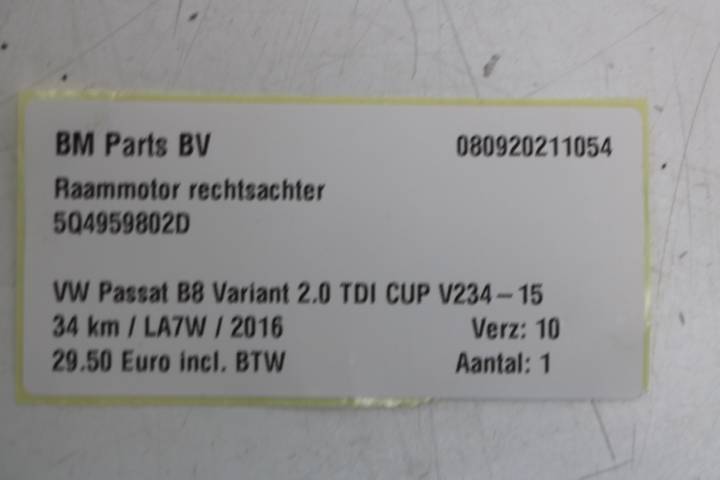 BM Parts BV 080920211054
Raammotor rechtsachter
5Q4959802D
VW Passat B8 Variant 2.0 TDI CUP V234-15
34 km / LA7W / 2016 Verz: 10
29.50 Euro incl. BTW Aantal: 1